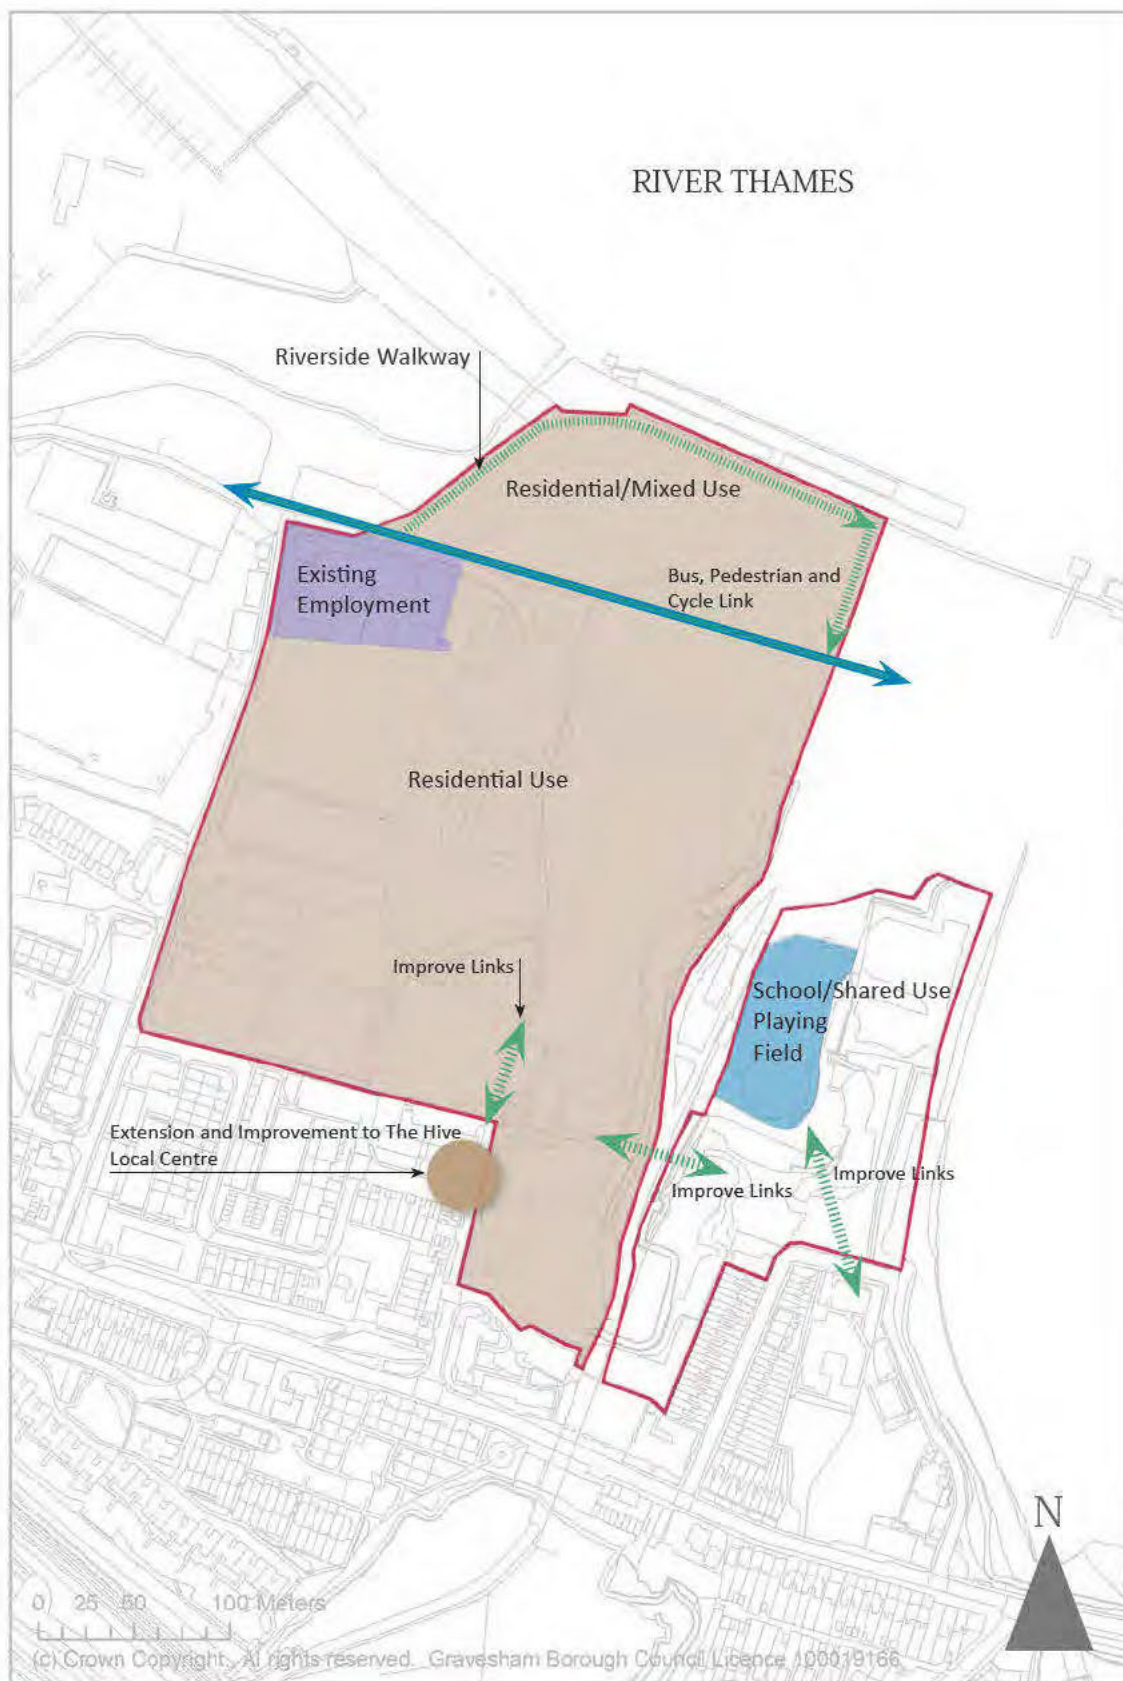 RIVER THAMES
Riverside Walkway
Residential/Mixed Use
Existing
Employment
Bus, Pedestrian and
Cycle Link
Residential Use
Improve Links
School/Shared Use
Playing
Field
Extension and Improvement to The Hive
Local Centre
Improve Links
Improve Links
N
0 25 50 100 Meters
(c) Crown Copyright. All rights reserved. Gravesham Borough Council Licence 100019166